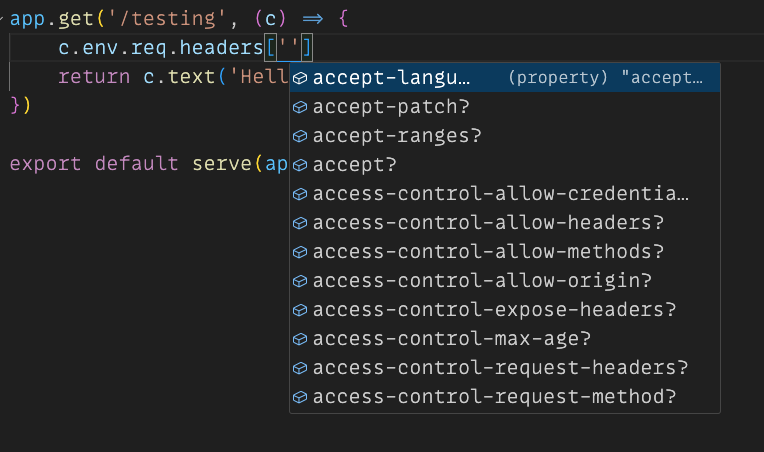 app.get('/testing', (c) => {
c.env.req.headers['']
return c.text('Hell
})
export default serve(ap
accept-langu… (property) "accept…
accept-patch?
accept-ranges?
accept?
access-control-allow-credentia…
access-control-allow-headers?
access-control-allow-methods?
access-control-allow-origin?
access-control-expose-headers?
access-control-max-age?
access-control-request-headers?
access-control-request-method?